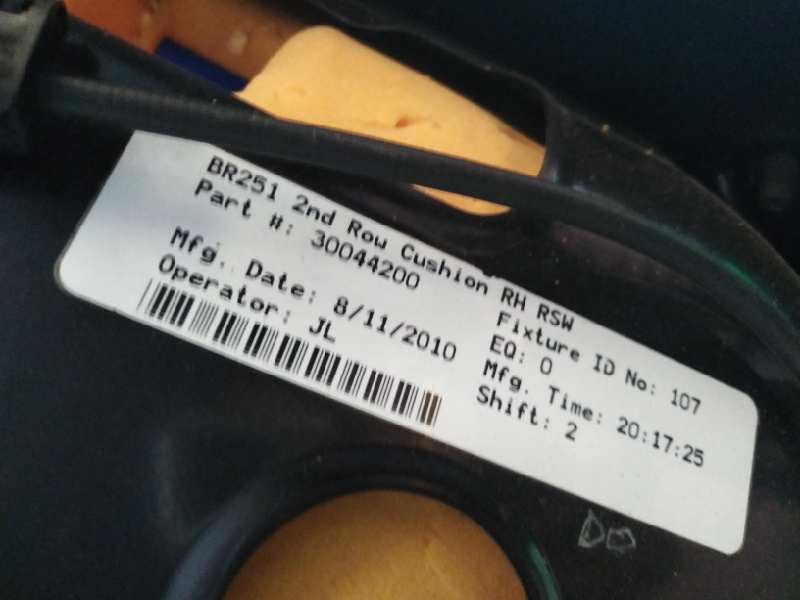 BR251 2nd Row Cushion RH RSW
Part #: 30044200
Fixture ID No: 107
EQ: 0
Mfg. Date: 8/11/2010
Mfg. Time: 20:17:25
Operator: JL
Shift: 2
DO